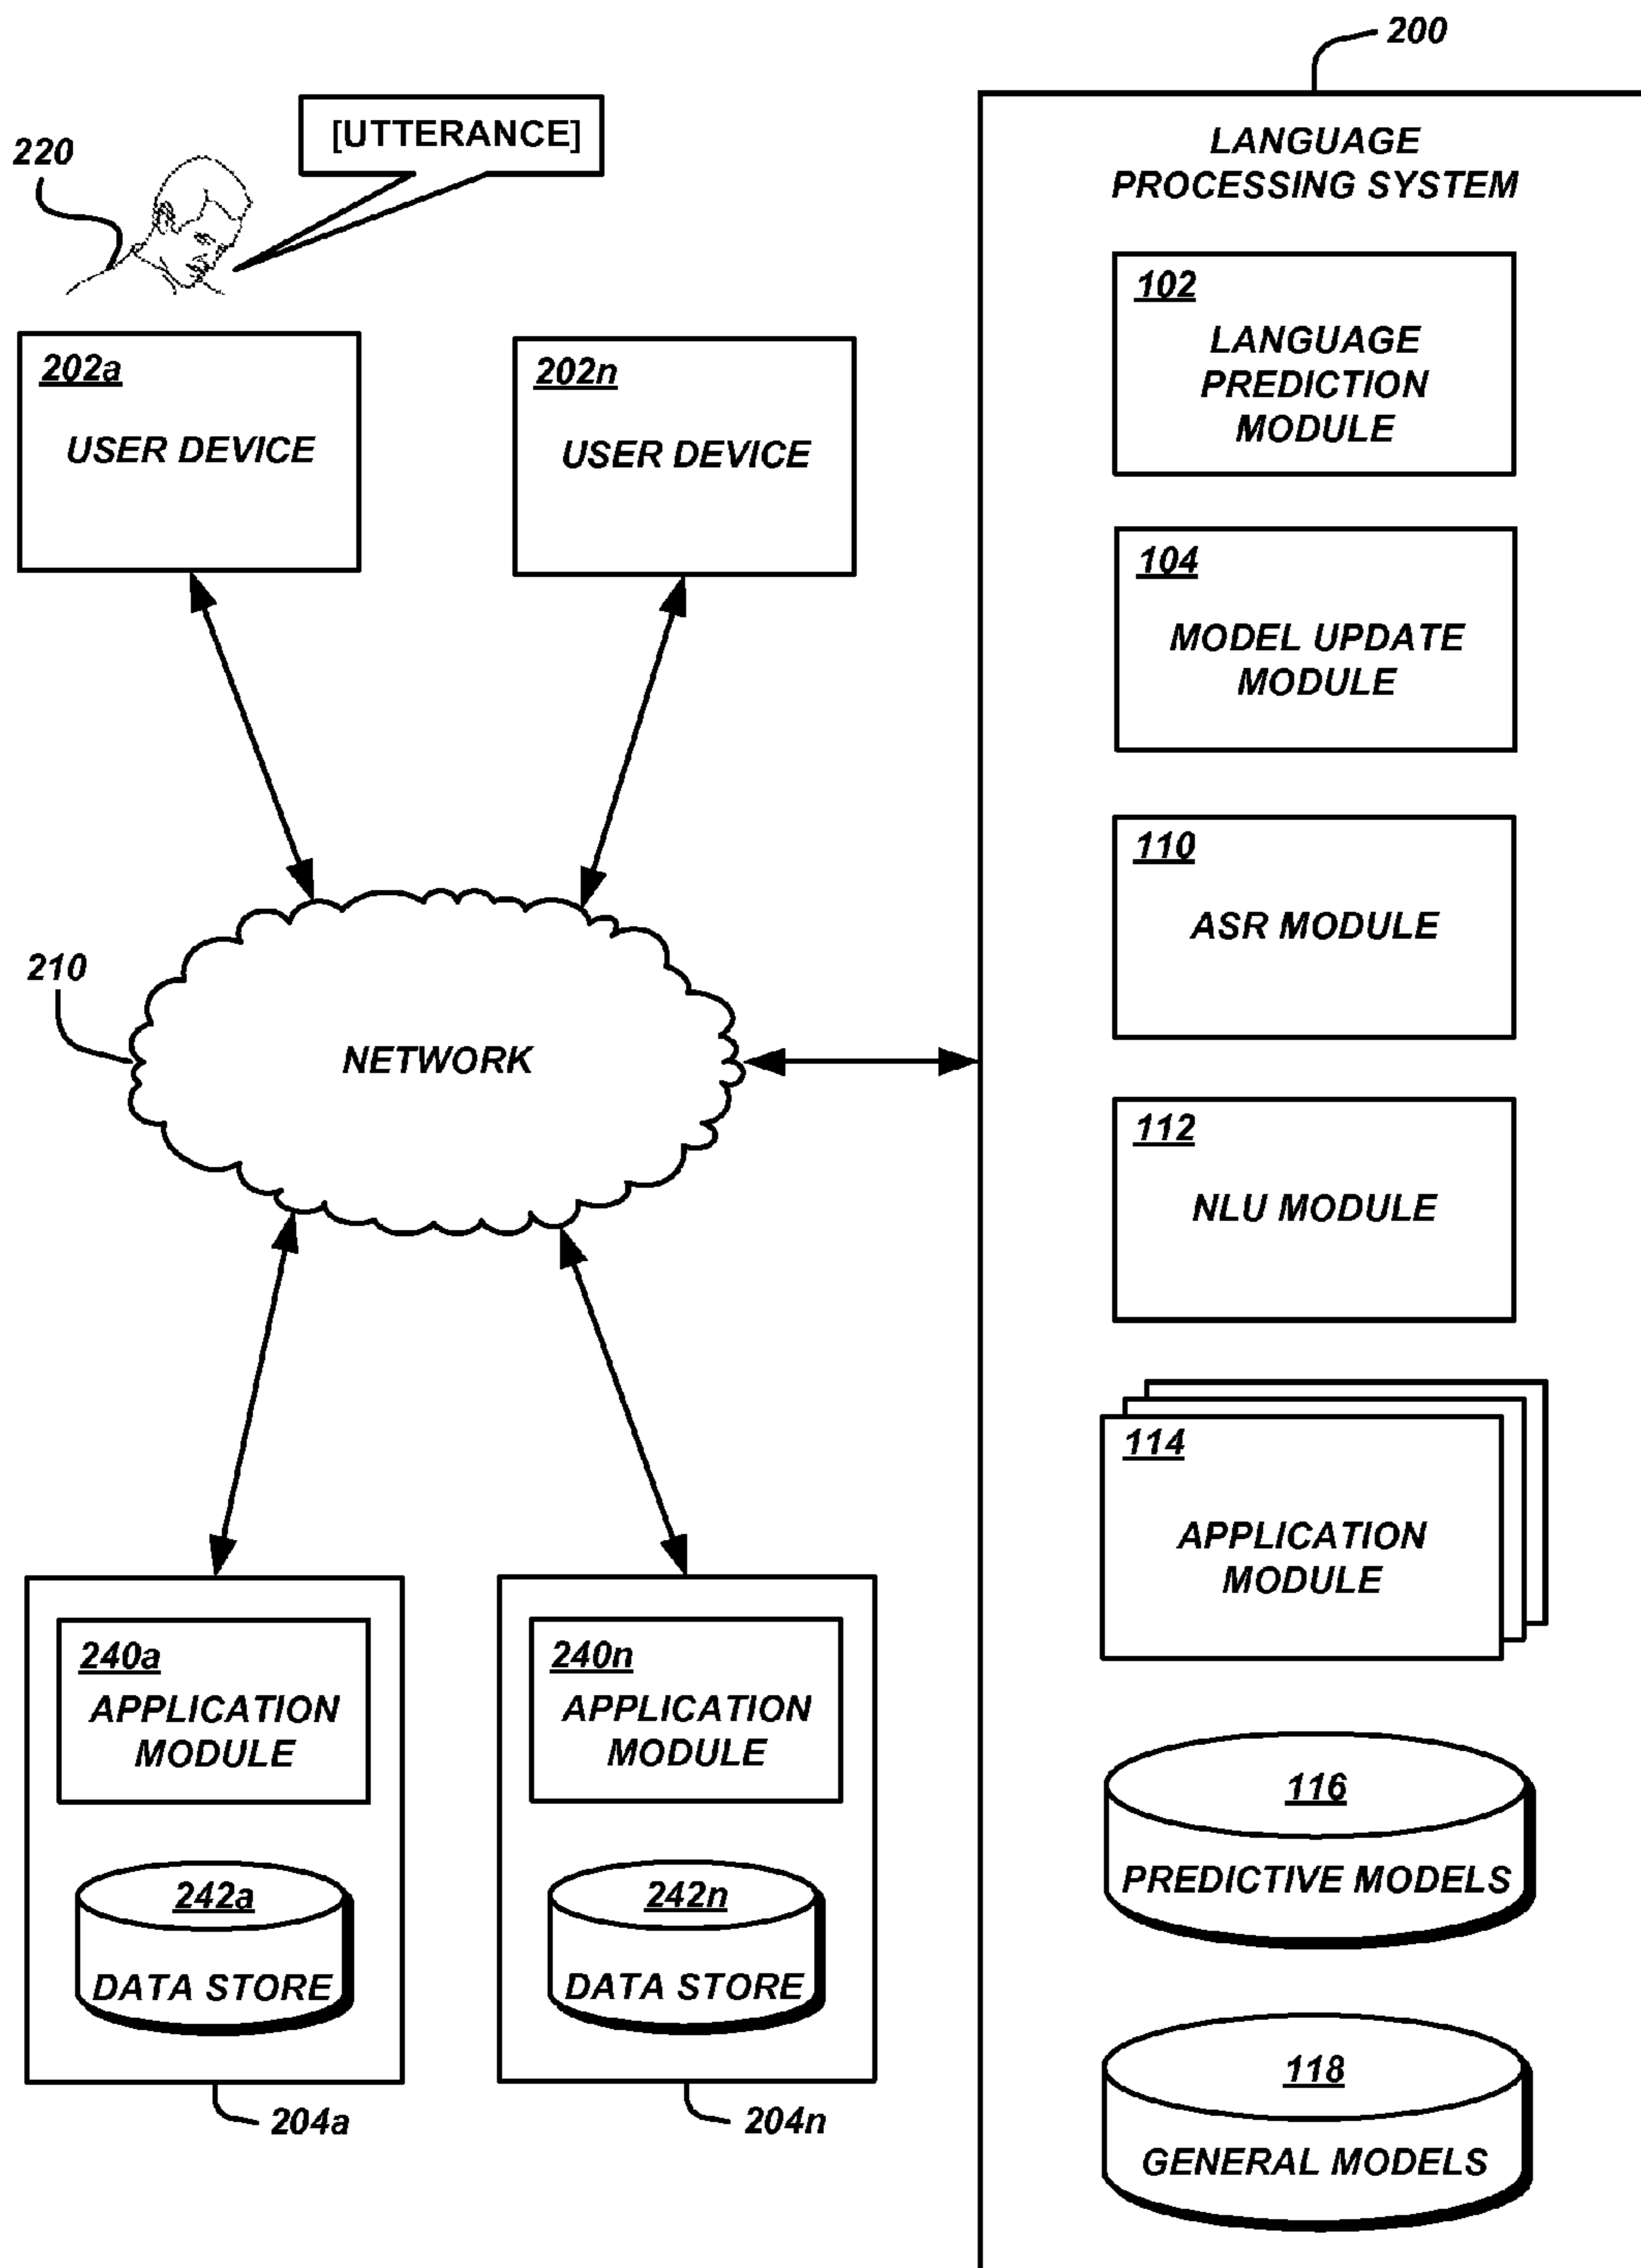 200
[UTTERANCE]
220
202a
USER DEVICE
202n
USER DEVICE
210
NETWORK
240a
APPLICATION
MODULE
242a
DATA STORE
204a
240n
APPLICATION
MODULE
242n
DATA STORE
204n
LANGUAGE
PROCESSING SYSTEM
102
LANGUAGE
PREDICTION
MODULE
104
MODEL UPDATE
MODULE
110
ASR MODULE
112
NLU MODULE
114
APPLICATION
MODULE
116
PREDICTIVE MODELS
118
GENERAL MODELS